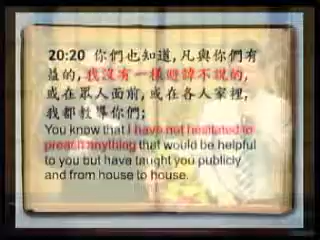 20:20 你們也知道,凡與你們有
益的,我沒有一樣避諱不說的,
或在眾人面前,或在各人家裡,
我都教導你們;
You know that I have not hesitated to
preach anything that would be helpful
to you but have taught you publicly
and from house to house.